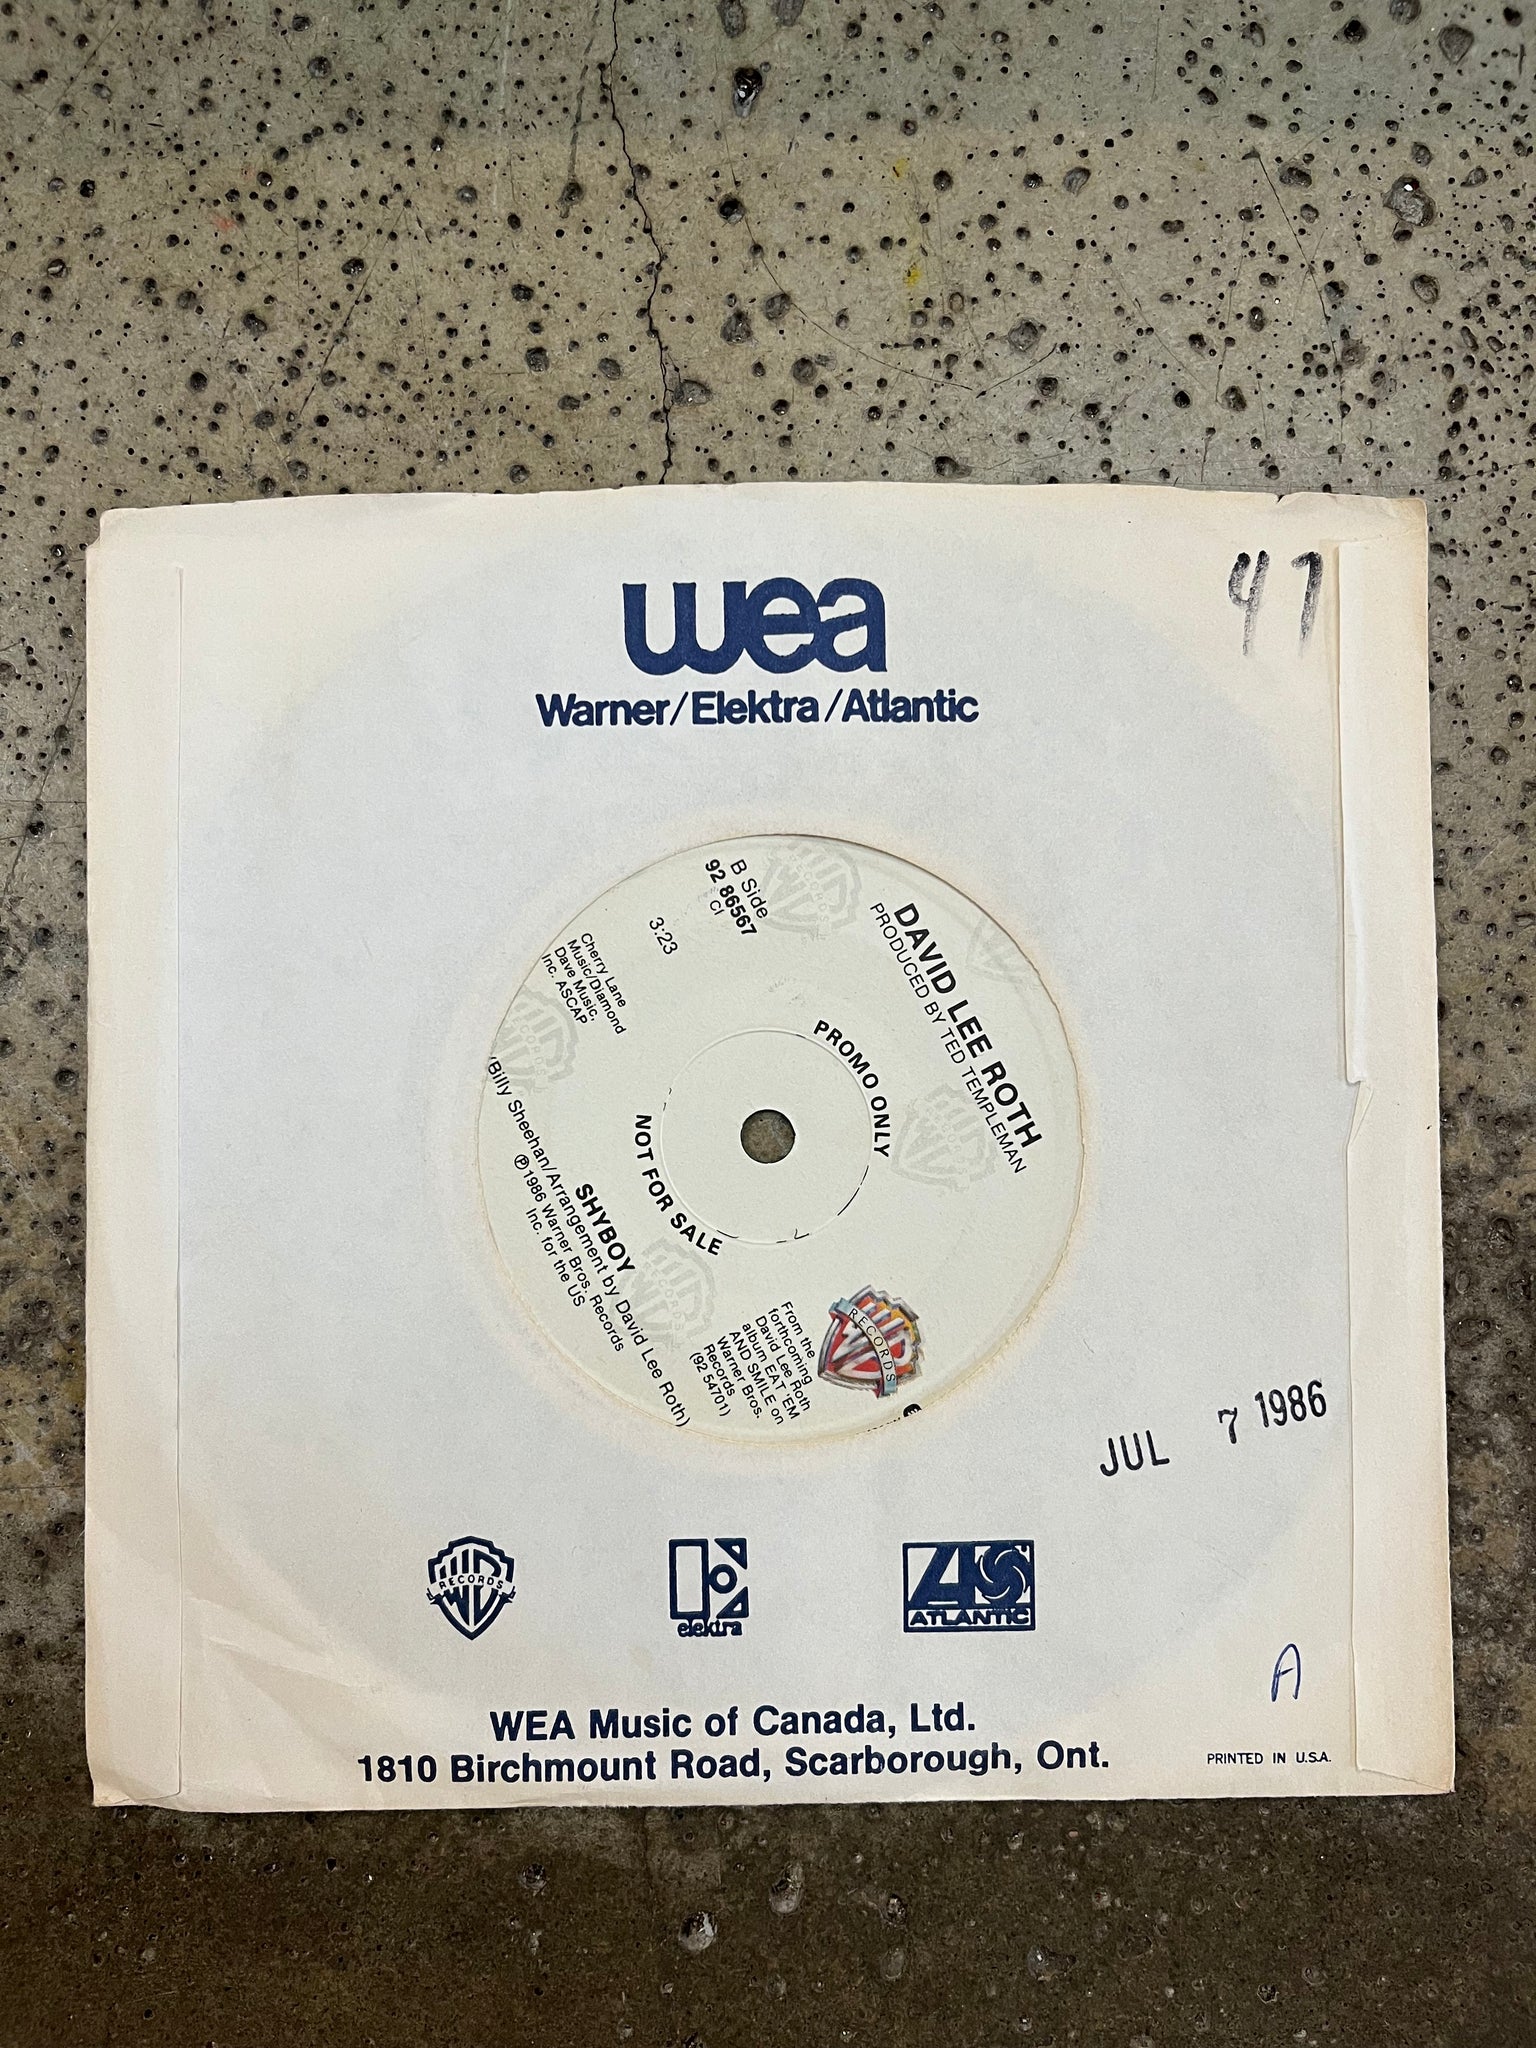 47
wea
Warner/Elektra/Atlantic
B Side
92 86567
CI
3:23
Cherry Lane
Music/Diamond
Dave Music,
Inc. ASCAP
DAVID LEE ROTH
PRODUCED BY TED TEMPLEMAN
PROMO ONLY
NOT FOR SALE
SHYBOY
(Billy Sheehan/Arrangement by David Lee Roth)
℗1986 Warner Bros. Records
Inc. for the US
From the
forthcoming
David Lee Roth
album EAT 'EM
AND SMILE on
Warner Bros.
Records
(92 54701)
RECORDS
JUL 7 1986
RECORDS
elektra
ATLANTIC
A
WEA Music of Canada, Ltd.
1810 Birchmount Road, Scarborough, Ont.
PRINTED IN U.S.A.